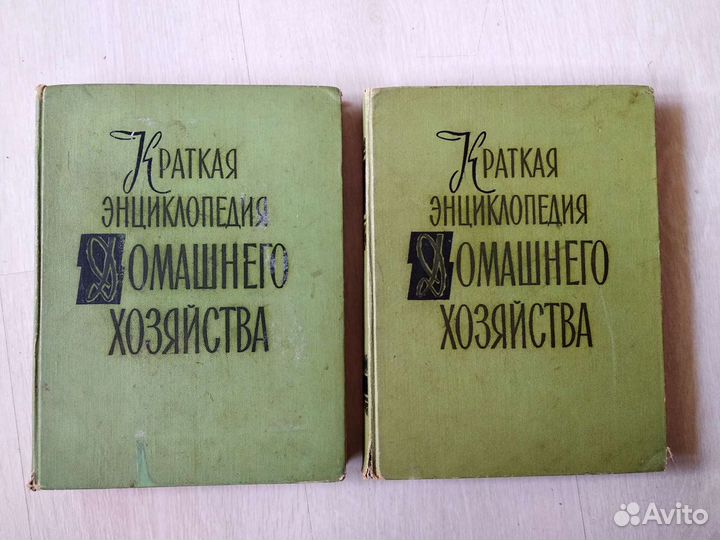 Краткая
энциклопедия
Домашнего
хозяйства
Краткая
энциклопедия
Домашнего
хозяйства
Avito